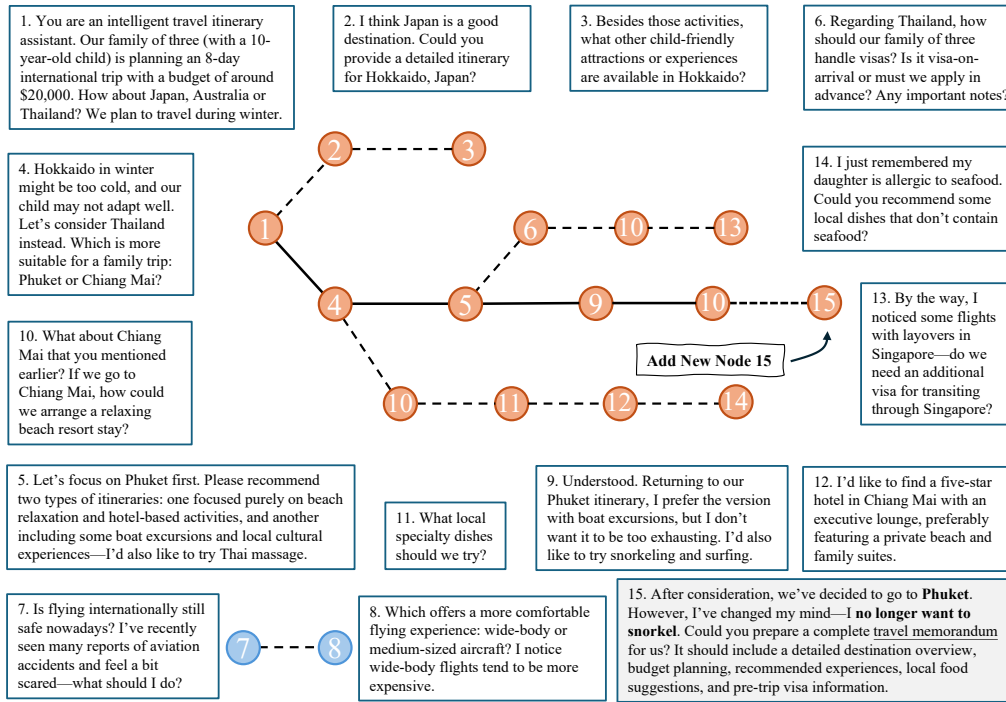 1. You are an intelligent travel itinerary
assistant. Our family of three (with a 10-
year-old child) is planning an 8-day
international trip with a budget of around
$20,000. How about Japan, Australia or
Thailand? We plan to travel during winter.
2. I think Japan is a good
destination. Could you
provide a detailed itinerary
for Hokkaido, Japan?
3. Besides those activities,
what other child-friendly
attractions or experiences
are available in Hokkaido?
6. Regarding Thailand, how
should our family of three
handle visas? Is it visa-on-
arrival or must we apply in
advance? Any important notes?
2
3
4. Hokkaido in winter
might be too cold, and our
child may not adapt well.
Let's consider Thailand
instead. Which is more
suitable for a family trip:
Phuket or Chiang Mai?
14. I just remembered my
daughter is allergic to seafood.
Could you recommend some
local dishes that don't contain
seafood?
1
6
10
13
4
5
9
10
15
10. What about Chiang
Mai that you mentioned
earlier? If we go to
Chiang Mai, how could
we arrange a relaxing
beach resort stay?
Add New Node 15
13. By the way, I
noticed some flights
with layovers in
Singapore—do we
need an additional
visa for transiting
through Singapore?
10
11
12
14
5. Let's focus on Phuket first. Please recommend
two types of itineraries: one focused purely on beach
relaxation and hotel-based activities, and another
including some boat excursions and local cultural
experiences—I'd also like to try Thai massage.
11. What local
specialty dishes
should we try?
9. Understood. Returning to our
Phuket itinerary, I prefer the version
with boat excursions, but I don't
want it to be too exhausting. I'd also
like to try snorkeling and surfing.
12. I'd like to find a five-star
hotel in Chiang Mai with an
executive lounge, preferably
featuring a private beach and
family suites.
7. Is flying internationally still
safe nowadays? I've recently
seen many reports of aviation
accidents and feel a bit
scared—what should I do?
7
8
8. Which offers a more comfortable
flying experience: wide-body or
medium-sized aircraft? I notice
wide-body flights tend to be more
expensive.
15. After consideration, we've decided to go to Phuket.
However, I've changed my mind—I no longer want to
snorkel. Could you prepare a complete travel memorandum
for us? It should include a detailed destination overview,
budget planning, recommended experiences, local food
suggestions, and pre-trip visa information.